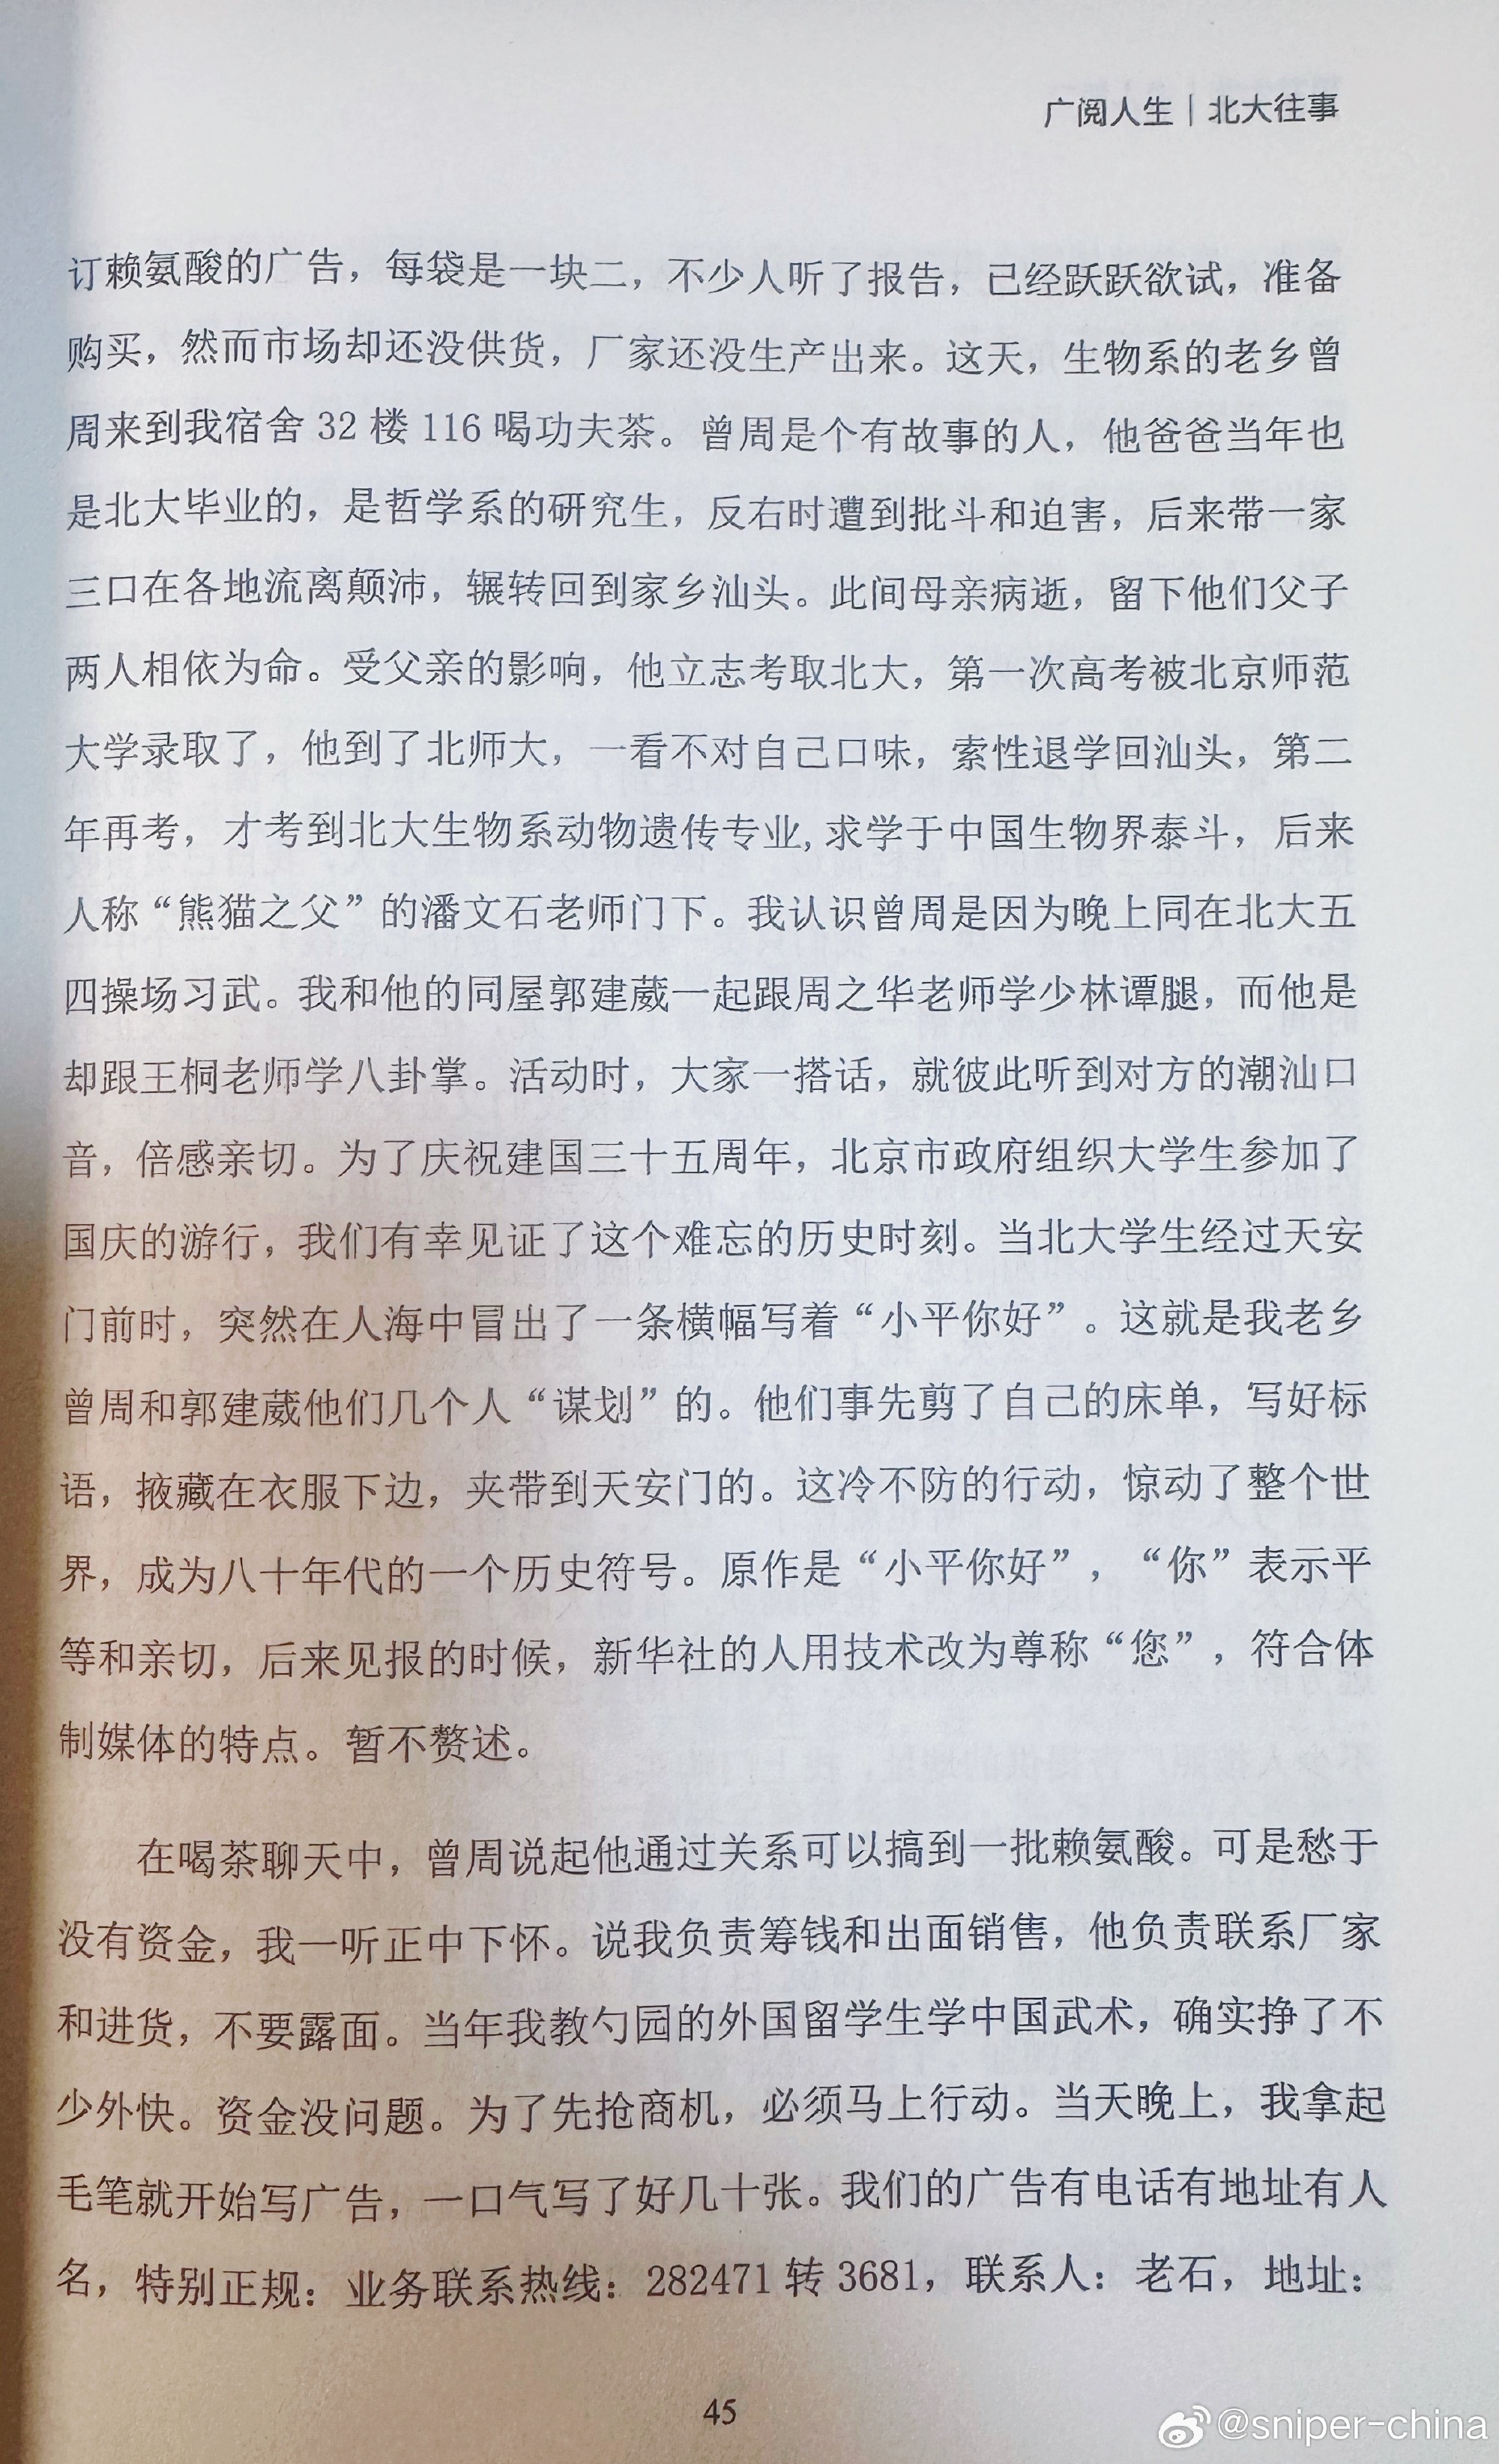 广阅人生 | 北大往事
订赖氨酸的广告，每袋是一块二，不少人听了报告，已经跃跃欲试，准备
购买，然而市场却还没供货，厂家还没生产出来。这天，生物系的老乡曾
周来到我宿舍 32 楼 116 喝功夫茶。曾周是个有故事的人，他爸爸当年也
是北大毕业的，是哲学系的研究生，反右时遭到批斗和迫害，后来带一家
三口在各地流离颠沛，辗转回到家乡汕头。此间母亲病逝，留下他们父子
两人相依为命。受父亲的影响，他立志考取北大，第一次高考被北京师范
大学录取了，他到了北师大，一看不对自己口味，索性退学回汕头，第二
年再考，才考到北大生物系动物遗传专业,求学于中国生物界泰斗，后来
人称“熊猫之父”的潘文石老师门下。我认识曾周是因为晚上同在北大五
四操场习武。我和他的同屋郭建葳一起跟周之华老师学少林谭腿，而他是
却跟王桐老师学八卦掌。活动时，大家一搭话，就彼此听到对方的潮汕口
音，倍感亲切。为了庆祝建国三十五周年，北京市政府组织大学生参加了
国庆的游行，我们有幸见证了这个难忘的历史时刻。当北大学生经过天安
门前时，突然在人海中冒出了一条横幅写着“小平你好”。这就是我老乡
曾周和郭建葳他们几个人“谋划”的。他们事先剪了自己的床单，写好标
语，掖藏在衣服下边，夹带到天安门的。这冷不防的行动，惊动了整个世
界，成为八十年代的一个历史符号。原作是“小平你好”，“你”表示平
等和亲切，后来见报的时候，新华社的人用技术改为尊称“您”，符合体
制媒体的特点。暂不赘述。
在喝茶聊天中，曾周说起他通过关系可以搞到一批赖氨酸。可是愁于
没有资金，我一听正中下怀。说我负责筹钱和出面销售，他负责联系厂家
和进货，不要露面。当年我教勺园的外国留学生学中国武术，确实挣了不
少外快。资金没问题。为了先抢商机，必须马上行动。当天晚上，我拿起
毛笔就开始写广告，一口气写了好几十张。我们的广告有电话有地址有人
名，特别正规：业务联系热线：282471 转 3681，联系人：老石，地址：
45
@sniper-china